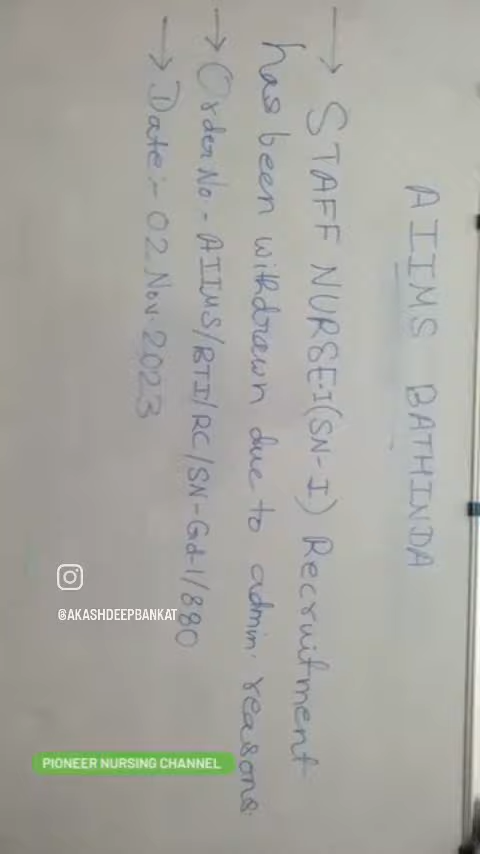 AIIMS BATHINDA
→ STAFF NURSE-I (SN-I) Recruitment
has been withdrawn due to admin. reasons.
→ Order No - AIIMS/BTI/RC/SN-Gd-1/880
→ Date :- 02 Nov. 2023
@AKASHDEEPBANKAT
PIONEER NURSING CHANNEL